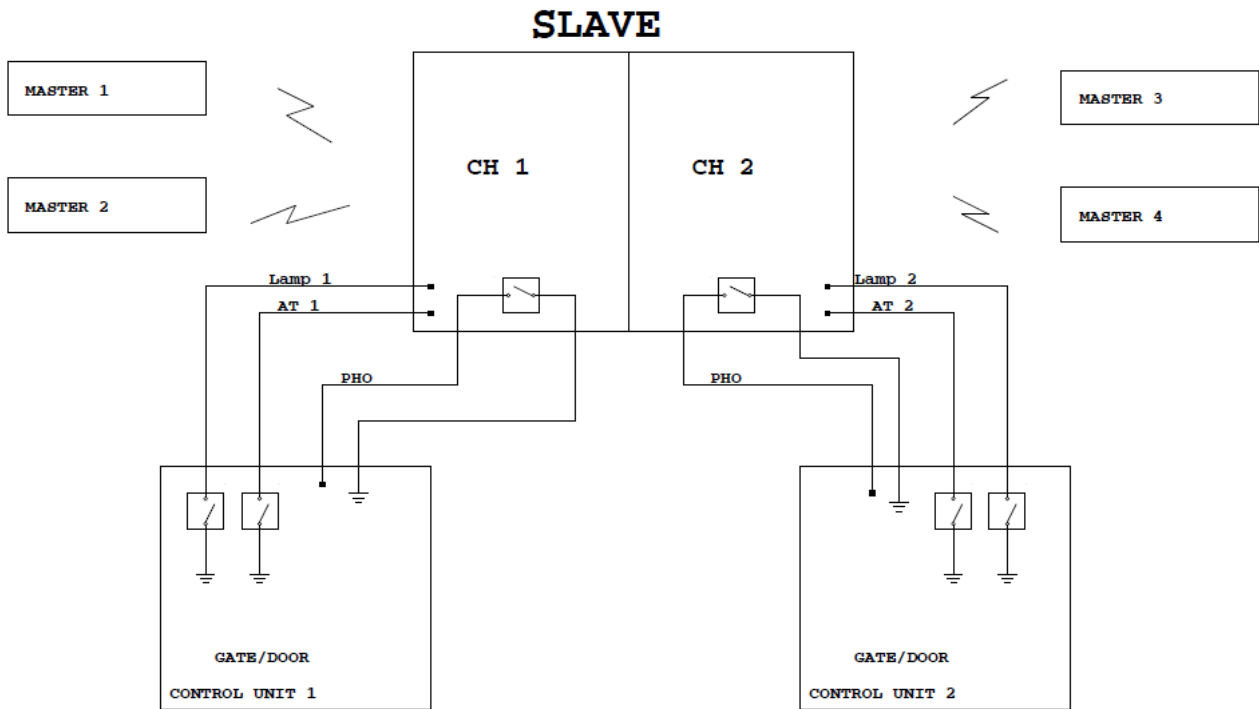 SLAVE
MASTER 1
MASTER 3
CH 1
CH 2
MASTER 2
MASTER 4
Lamp 1
Lamp 2
AT 1
AT 2
PHO
PHO
GATE/DOOR
CONTROL UNIT 1
GATE/DOOR
CONTROL UNIT 2